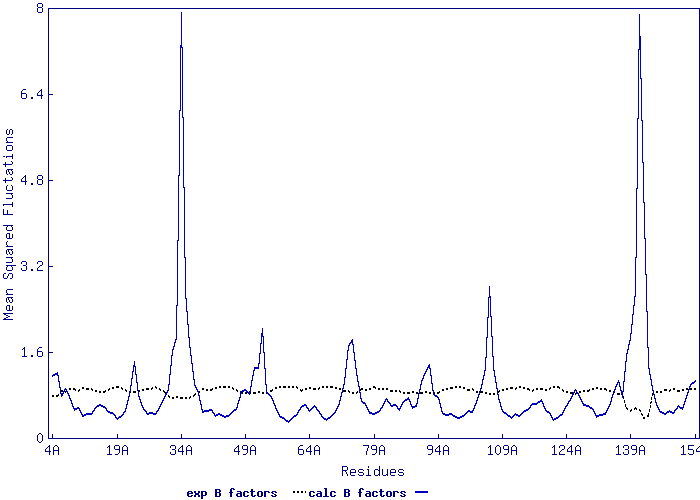 8
6.4
4.8
3.2
1.6
0
Mean Squared Fluctations
4A 19A 34A 49A 64A 79A 94A 109A 124A 139A 154
Residues
exp B factors calc B factors